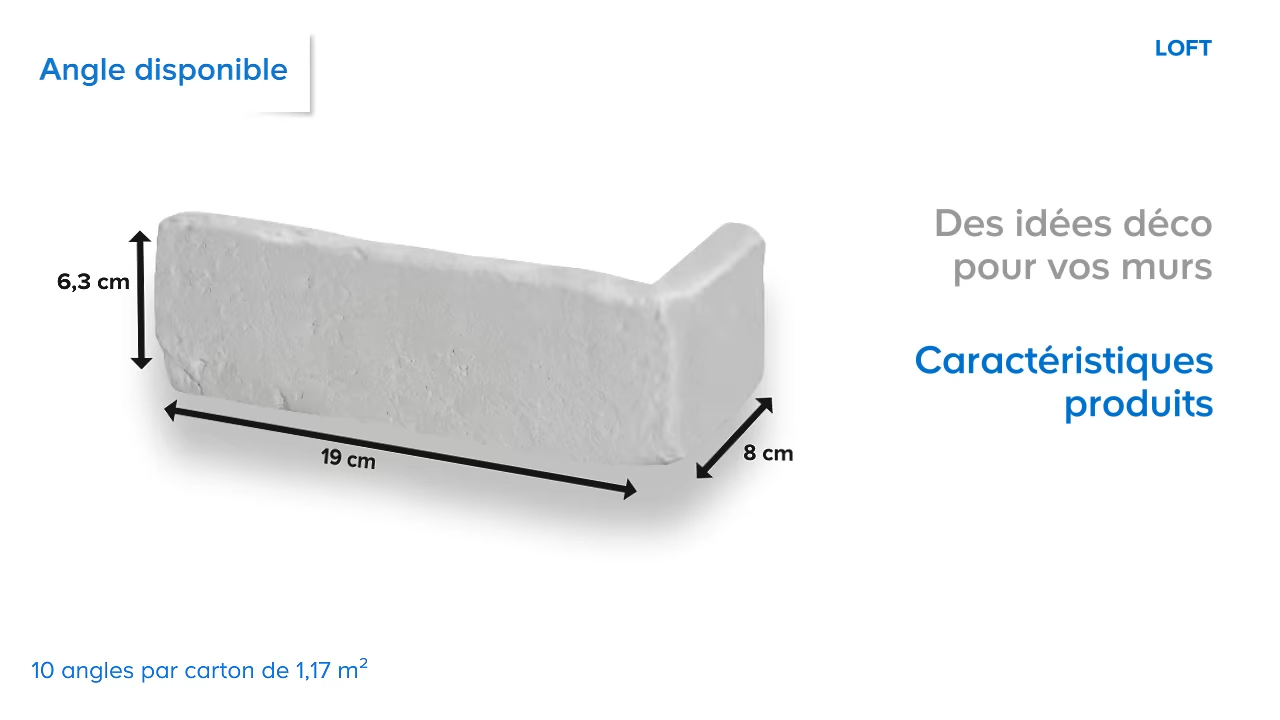 Angle disponible
LOFT
Des idées déco
pour vos murs
Caractéristiques
produits
6,3 cm
19 cm
8 cm
10 angles par carton de 1,17 m²